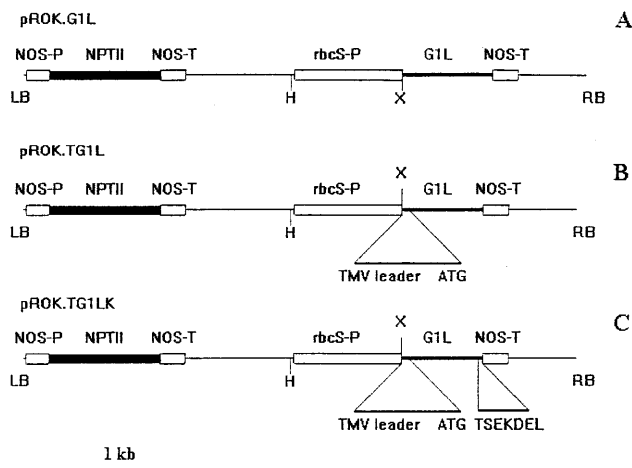 pROK.G1L
A
NOS-P NPTII NOS-T rbcS-P G1L NOS-T
LB H X RB
pROK.TG1L
X
B
NOS-P NPTII NOS-T rbcS-P G1L NOS-T
LB H RB
TMV leader ATG
pROK.TG1LK
X
C
NOS-P NPTII NOS-T rbcS-P G1L NOS-T
LB H RB
TMV leader ATG TSEKDEL
1 kb